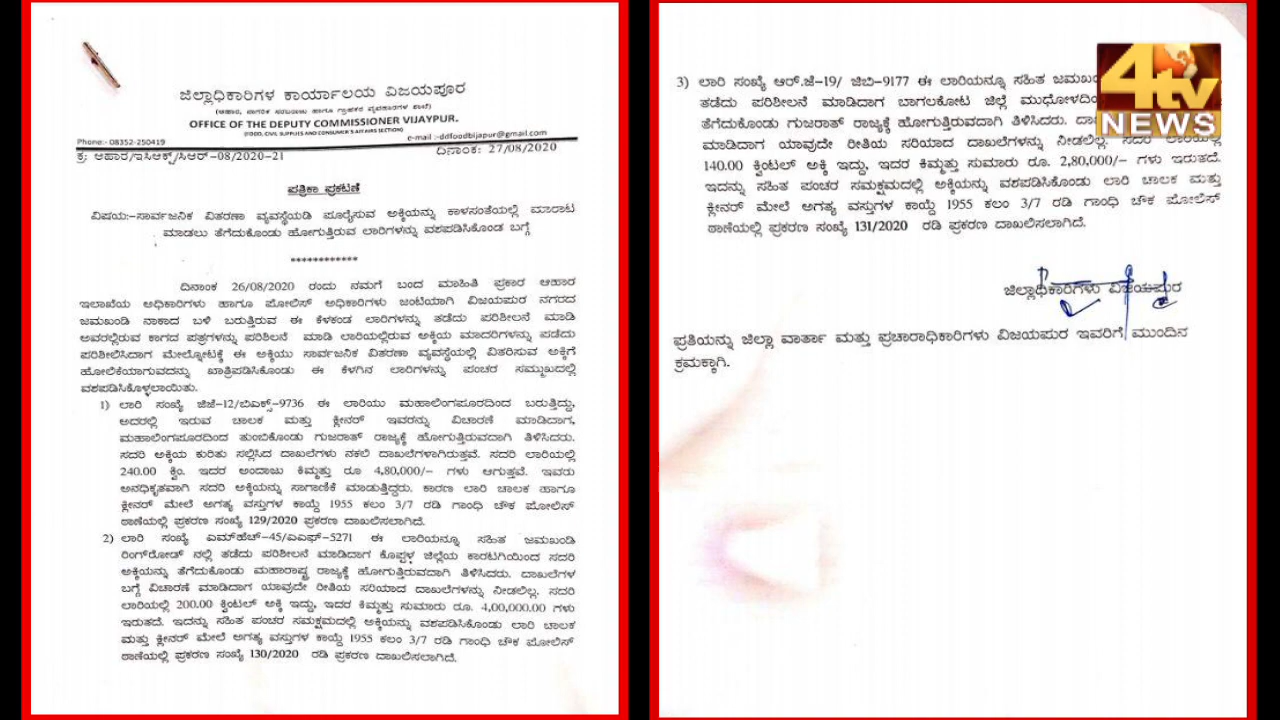 ಜಿಲ್ಲಾಧಿಕಾರಿಗಳ ಕಾರ್ಯಾಲಯ ವಿಜಯಪೂರ
(ಆಹಾರ, ನಾಗರಿಕ ಸರಬರಾಜು ಹಾಗೂ ಗ್ರಾಹಕರ ವ್ಯವಹಾರಗಳ ಶಾಖೆ)
OFFICE OF THE DEPUTY COMMISSIONER VIJAYPUR.
(FOOD, CIVIL SUPPLIES AND CONSUMER'S AFFAIRS SECTION)
Phone:- 08352-250419 e-mail :-ddfoodbijapur@gmail.com
ಕ್ರ: ಆಹಾರ/ಇಸಿಆಕ್ಟ್/ಸಿಆರ್-08/2020-21 ದಿನಾಂಕ: 27/08/2020
ಪತ್ರಿಕಾ ಪ್ರಕಟಣೆ
ವಿಷಯ:-ಸಾರ್ವಜನಿಕ ವಿತರಣಾ ವ್ಯವಸ್ಥೆಯಡಿ ಪೂರೈಸುವ ಅಕ್ಕಿಯನ್ನು ಕಾಳಸಂತೆಯಲ್ಲಿ ಮಾರಾಟ
ಮಾಡಲು ತೆಗೆದುಕೊಂಡು ಹೋಗುತ್ತಿರುವ ಲಾರಿಗಳನ್ನು ವಶಪಡಿಸಿಕೊಂಡ ಬಗ್ಗೆ
************
ದಿನಾಂಕ 26/08/2020 ರಂದು ನಮಗೆ ಬಂದ ಮಾಹಿತಿ ಪ್ರಕಾರ ಆಹಾರ
ಇಲಾಖೆಯ ಅಧಿಕಾರಿಗಳು ಹಾಗೂ ಪೋಲಿಸ್ ಅಧಿಕಾರಿಗಳು ಜಂಟಿಯಾಗಿ ವಿಜಯಪುರ ನಗರದ
ಜಮಖಂಡಿ ನಾಕಾದ ಬಳಿ ಬರುತ್ತಿರುವ ಈ ಕೆಳಕಂಡ ಲಾರಿಗಳನ್ನು ತಡೆದು ಪರಿಶೀಲನೆ ಮಾಡಿ
ಅವರಲ್ಲಿರುವ ಕಾಗದ ಪತ್ರಗಳನ್ನು ಪರಿಶಿಲನೆ ಮಾಡಿ ಲಾರಿಯಲ್ಲಿರುವ ಅಕ್ಕಿಯ ಮಾದರಿಗಳನ್ನು ಪಡೆದು
ಪರಿಶೀಲಿಸಿದಾಗ ಮೇಲ್ನೋಟಕ್ಕೆ ಈ ಅಕ್ಕಿಯು ಸಾರ್ವಜನಿಕ ವಿತರಣಾ ವ್ಯವಸ್ಥೆಯಲ್ಲಿ ವಿತರಿಸುವ ಅಕ್ಕಿಗೆ
ಹೋಲಿಕೆಯಾಗುವದನ್ನು ಖಾತ್ರಿಪಡಿಸಿಕೊಂಡು ಈ ಕೆಳಗಿನ ಲಾರಿಗಳನ್ನು ಪಂಚರ ಸಮ್ಮುಖದಲ್ಲಿ
ವಶಪಡಿಸಿಕೊಳ್ಳಲಾಯಿತು.
1) ಲಾರಿ ಸಂಖ್ಯೆ ಜಿಜೆ-12/ಬಿಎಕ್ಸ್-9736 ಈ ಲಾರಿಯು ಮಹಾಲಿಂಗಪೂರದಿಂದ ಬರುತ್ತಿದ್ದು,
ಅದರಲ್ಲಿ ಇರುವ ಚಾಲಕ ಮತ್ತು ಕ್ಲೀನರ್ ಇವರನ್ನು ವಿಚಾರಣೆ ಮಾಡಿದಾಗ,
ಮಹಾಲಿಂಗಪೂರದಿಂದ ತುಂಬಿಕೊಂಡು ಗುಜರಾತ್ ರಾಜ್ಯಕ್ಕೆ ಹೋಗುತ್ತಿರುವದಾಗಿ ತಿಳಿಸಿದರು.
ಸದರಿ ಅಕ್ಕಿಯ ಕುರಿತು ಸಲ್ಲಿಸಿದ ದಾಖಲೆಗಳು ನಕಲಿ ದಾಖಲೆಗಳಾಗಿರುತ್ತವೆ. ಸದರಿ ಲಾರಿಯಲ್ಲಿ
240.00 ಕ್ವಿಂ. ಇದರ ಅಂದಾಜು ಕಿಮ್ಮತ್ತು ರೂ 4,80,000/- ಗಳು ಆಗುತ್ತವೆ. ಇವರು
ಅನಧಿಕೃತವಾಗಿ ಸದರಿ ಅಕ್ಕಿಯನ್ನು ಸಾಗಾಣಿಕೆ ಮಾಡುತ್ತಿದ್ದರು. ಕಾರಣ ಲಾರಿ ಚಾಲಕ ಹಾಗೂ
ಕ್ಲೀನರ್ ಮೇಲೆ ಅಗತ್ಯ ವಸ್ತುಗಳ ಕಾಯ್ದೆ 1955 ಕಲಂ 3/7 ರಡಿ ಗಾಂಧಿ ಚೌಕ ಪೋಲಿಸ್
ಠಾಣೆಯಲ್ಲಿ ಪ್ರಕರಣ ಸಂಖ್ಯೆ 129/2020 ಪ್ರಕರಣ ದಾಖಲಿಸಲಾಗಿದೆ.
2) ಲಾರಿ ಸಂಖ್ಯೆ ಎಮ್‌ಹೆಚ್-45/ಎಎಫ್-5271 ಈ ಲಾರಿಯನ್ನೂ ಸಹಿತ ಜಮಖಂಡಿ
ರಿಂಗ್‌ರೋಡ್ ನಲ್ಲಿ ತಡೆದು ಪರಿಶೀಲನೆ ಮಾಡಿದಾಗ ಕೊಪ್ಪಳ ಜಿಲ್ಲೆಯ ಕಾರಟಗಿಯಿಂದ ಸದರಿ
ಅಕ್ಕಿಯನ್ನು ತೆಗೆದುಕೊಂಡು ಮಹಾರಾಷ್ಟ್ರ ರಾಜ್ಯಕ್ಕೆ ಹೋಗುತ್ತಿರುವದಾಗಿ ತಿಳಿಸಿದರು. ದಾಖಲೆಗಳ
ಬಗ್ಗೆ ವಿಚಾರಣೆ ಮಾಡಿದಾಗ ಯಾವುದೇ ರೀತಿಯ ಸರಿಯಾದ ದಾಖಲೆಗಳನ್ನು ನೀಡಲಿಲ್ಲ. ಸದರಿ
ಲಾರಿಯಲ್ಲಿ 200.00 ಕ್ವಿಂಟಲ್ ಅಕ್ಕಿ ಇದ್ದು, ಇದರ ಕಿಮ್ಮತ್ತು ಸುಮಾರು ರೂ. 4,00,000.00 ಗಳು
ಇರುತದೆ. ಇದನ್ನು ಸಹಿತ ಪಂಚರ ಸಮಕ್ಷಮದಲ್ಲಿ ಅಕ್ಕಿಯನ್ನು ವಶಪಡಿಸಿಕೊಂಡು ಲಾರಿ ಚಾಲಕ
ಮತ್ತು ಕ್ಲೀನರ್ ಮೇಲೆ ಅಗತ್ಯ ವಸ್ತುಗಳ ಕಾಯ್ದೆ 1955 ಕಲಂ 3/7 ರಡಿ ಗಾಂಧಿ ಚೌಕ ಪೋಲಿಸ್
ಠಾಣೆಯಲ್ಲಿ ಪ್ರಕರಣ ಸಂಖ್ಯೆ 130/2020 ರಡಿ ಪ್ರಕರಣ ದಾಖಲಿಸಲಾಗಿದೆ.
4tv
NEWS
3) ಲಾರಿ ಸಂಖ್ಯೆ ಆರ್.ಜೆ-19/ ಜಿಬಿ-9177 ಈ ಲಾರಿಯನ್ನೂ ಸಹಿತ
ತಡೆದು ಪರಿಶೀಲನೆ ಮಾಡಿದಾಗ ಬಾಗಲಕೋಟ ಜಿಲ್ಲೆ
ತೆಗೆದುಕೊಂಡು ಗುಜರಾತ್ ರಾಜ್ಯಕ್ಕೆ ಹೋಗುತ್ತಿರುವದಾಗಿ ತಿಳಿಸಿದರು.
ಮಾಡಿದಾಗ ಯಾವುದೇ ರೀತಿಯ ಸರಿಯಾದ ದಾಖಲೆಗಳನ್ನು ನೀಡಲಿಲ್ಲ. ಸದರಿ ಲಾರಿಯಲ್ಲಿ
140.00 ಕ್ವಿಂಟಲ್ ಅಕ್ಕಿ ಇದ್ದು, ಇದರ ಕಿಮ್ಮತ್ತು ಸುಮಾರು ರೂ. 2,80,000/- ಗಳು ಇರುತದೆ.
ಇದನ್ನು ಸಹಿತ ಪಂಚರ ಸಮಕ್ಷಮದಲ್ಲಿ ಅಕ್ಕಿಯನ್ನು ವಶಪಡಿಸಿಕೊಂಡು ಲಾರಿ ಚಾಲಕ ಮತ್ತು
ಕ್ಲೀನರ್ ಮೇಲೆ ಅಗತ್ಯ ವಸ್ತುಗಳ ಕಾಯ್ದೆ 1955 ಕಲಂ 3/7 ರಡಿ ಗಾಂಧಿ ಚೌಕ ಪೋಲಿಸ್
ಠಾಣೆಯಲ್ಲಿ ಪ್ರಕರಣ ಸಂಖ್ಯೆ 131/2020 ರಡಿ ಪ್ರಕರಣ ದಾಖಲಿಸಲಾಗಿದೆ.
ಜಿಲ್ಲಾಧಿಕಾರಿಗಳು ವಿಜಯಪುರ
ಪ್ರತಿಯನ್ನು ಜಿಲ್ಲಾ ವಾರ್ತಾ ಮತ್ತು ಪ್ರಚಾರಾಧಿಕಾರಿಗಳು ವಿಜಯಪುರ ಇವರಿಗೆ ಮುಂದಿನ
ಕ್ರಮಕ್ಕಾಗಿ.